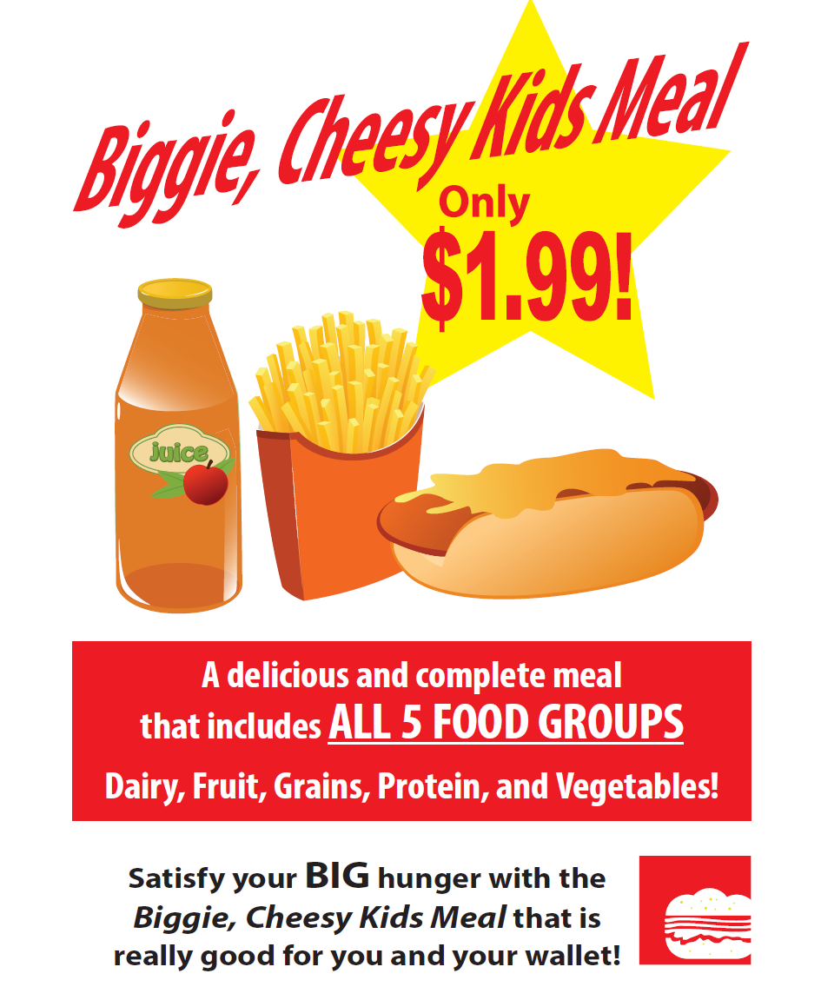 Biggie, Cheesy Kids Meal
Only
$1.99!
juice
A delicious and complete meal
that includes ALL 5 FOOD GROUPS
Dairy, Fruit, Grains, Protein, and Vegetables!
Satisfy your BIG hunger with the
Biggie, Cheesy Kids Meal that is
really good for you and your wallet!